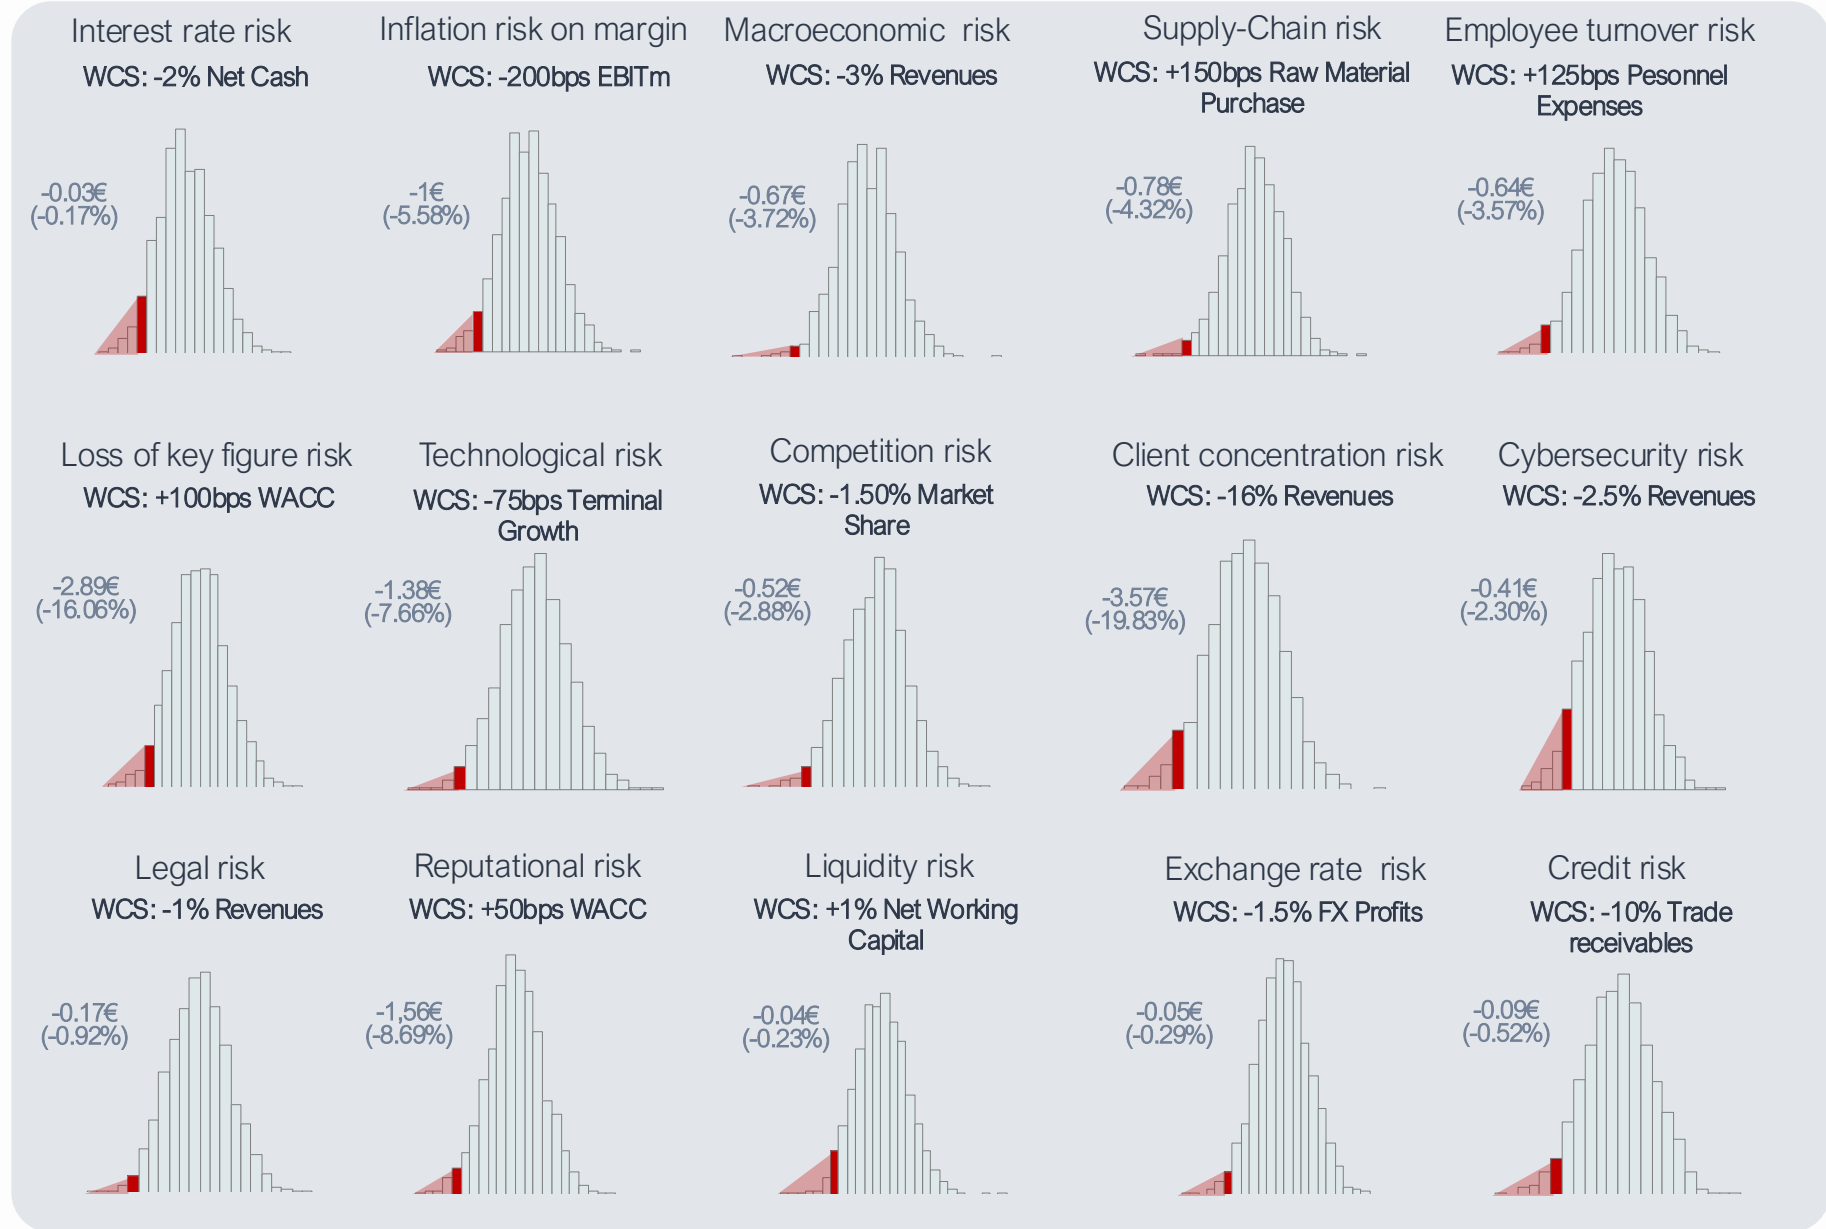 Interest rate risk
WCS: -2% Net Cash
-0.03€
(-0.17%)
Inflation risk on margin
WCS: -200bps EBITm
-1€
(-5.58%)
Macroeconomic risk
WCS: -3% Revenues
-0.67€
(-3.72%)
Supply-Chain risk
WCS: +150bps Raw Material
Purchase
-0.78€
(-4.32%)
Employee turnover risk
WCS: +125bps Pesonnel
Expenses
-0.64€
(-3.57%)
Loss of key figure risk
WCS: +100bps WACC
-2.89€
(-16.06%)
Technological risk
WCS: -75bps Terminal
Growth
-1.38€
(-7.66%)
Competition risk
WCS: -1.50% Market
Share
-0.52€
(-2.88%)
Client concentration risk
WCS: -16% Revenues
-3.57€
(-19.83%)
Cybersecurity risk
WCS: -2.5% Revenues
-0.41€
(-2.30%)
Legal risk
WCS: -1% Revenues
-0.17€
(-0.92%)
Reputational risk
WCS: +50bps WACC
-1,56€
(-8.69%)
Liquidity risk
WCS: +1% Net Working
Capital
-0.04€
(-0.23%)
Exchange rate risk
WCS: -1.5% FX Profits
-0.05€
(-0.29%)
Credit risk
WCS: -10% Trade
receivables
-0.09€
(-0.52%)